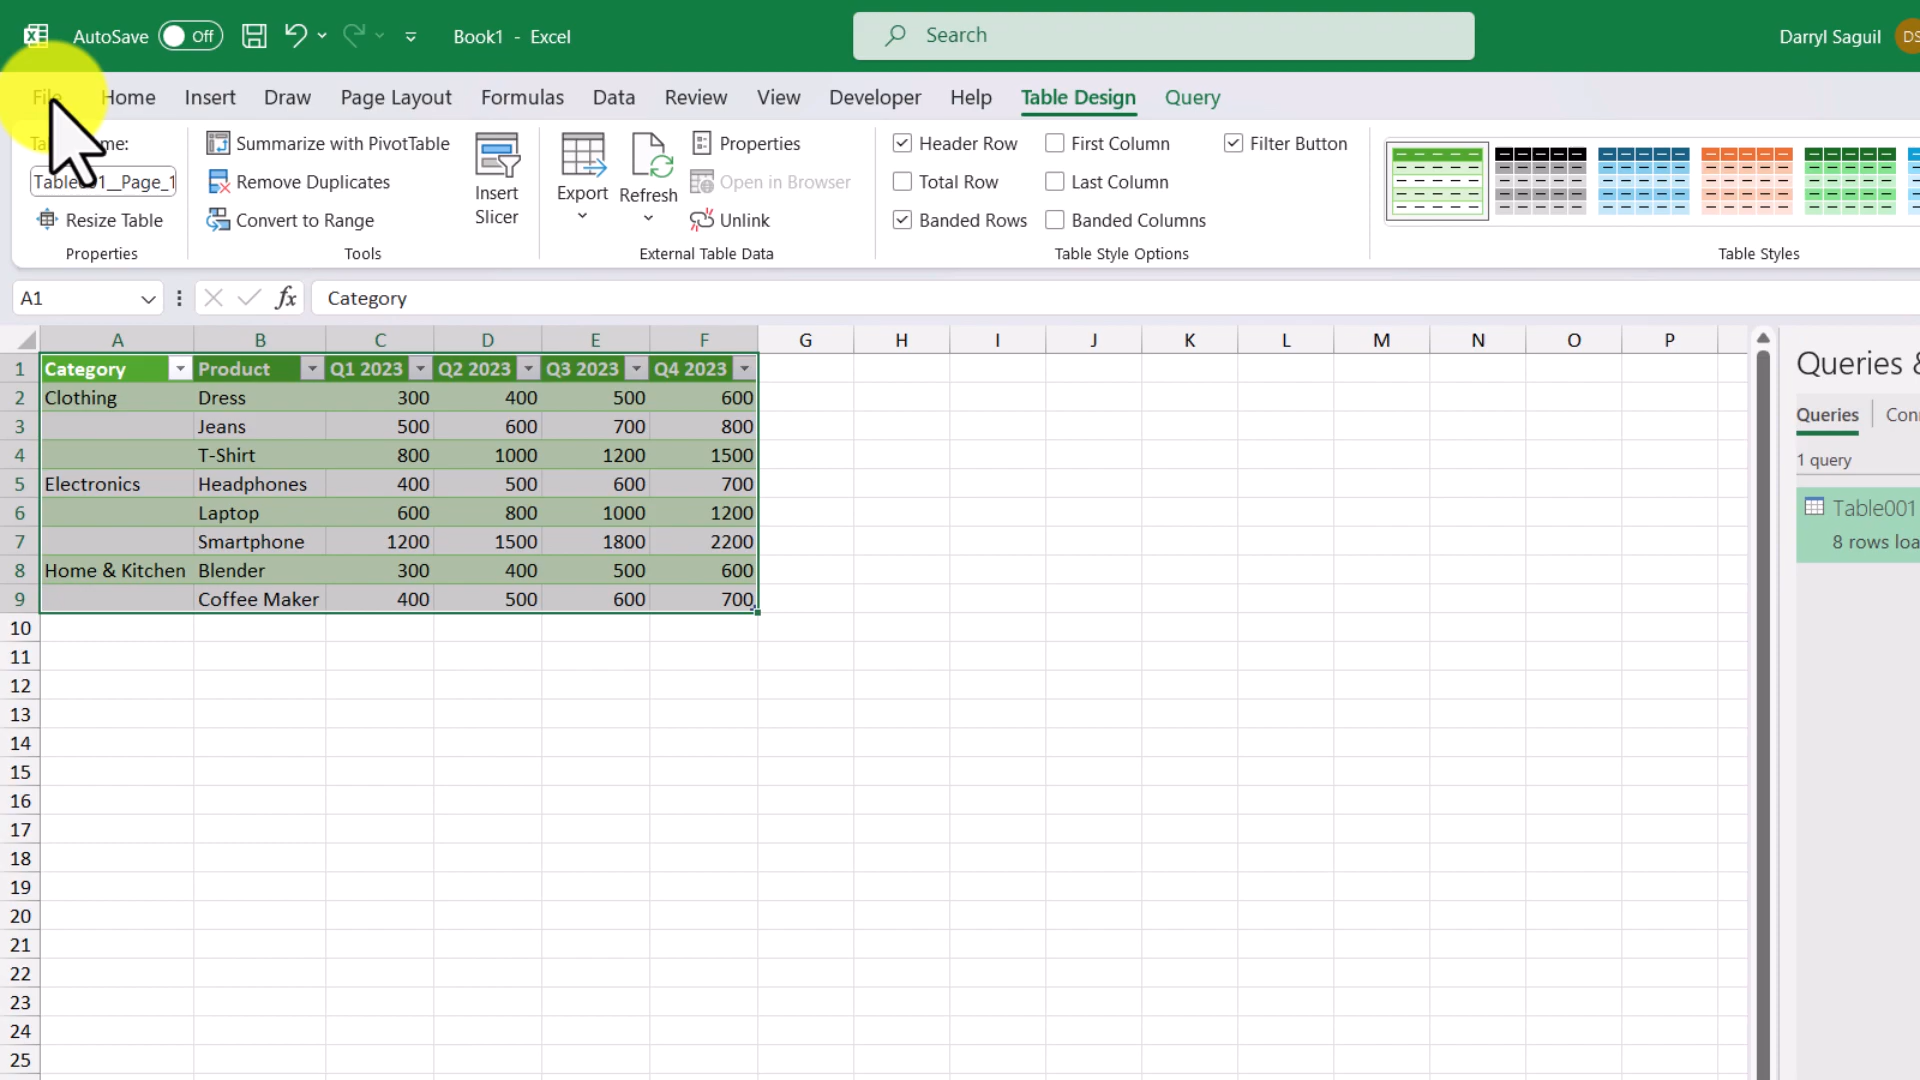 AutoSave Off Book1 - Excel Search Darryl Saguil DS
File Home Insert Draw Page Layout Formulas Data Review View Developer Help Table Design Query
Summarize with PivotTable
Remove Duplicates
Convert to Range
Resize Table
Properties
Tools
Insert
Slicer
Export
Refresh
Properties
Open in Browser
Unlink
External Table Data
Header Row First Column Filter Button
Total Row Last Column
Banded Rows Banded Columns
Table Style Options
Table Styles
A1 fx Category
A B C D E F G H I J K L M N O P
1 Category Product Q1 2023 Q2 2023 Q3 2023 Q4 2023
2 Clothing Dress 300 400 500 600
3 Jeans 500 600 700 800
4 T-Shirt 800 1000 1200 1500
5 Electronics Headphones 400 500 600 700
6 Laptop 600 800 1000 1200
7 Smartphone 1200 1500 1800 2200
8 Home & Kitchen Blender 300 400 500 600
9 Coffee Maker 400 500 600 700
10
11
12
13
14
15
16
17
18
19
20
21
22
23
24
25
Queries &
Queries
1 query
Table001
8 rows